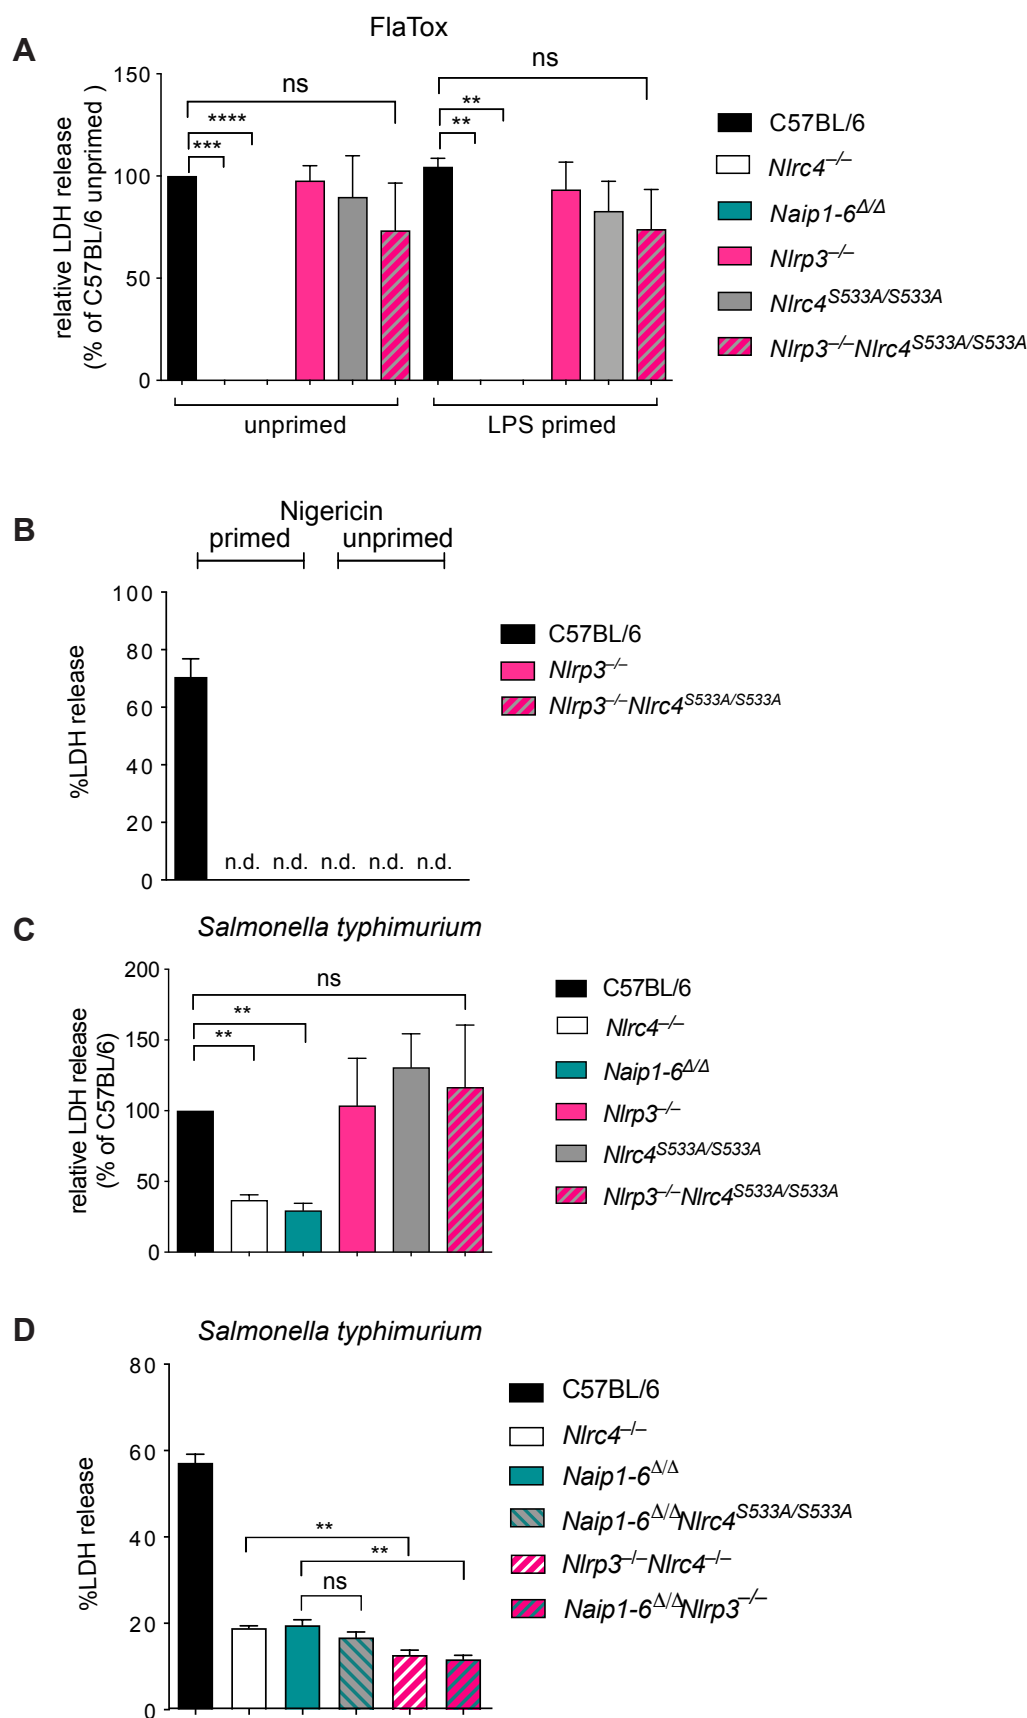 A
FlaTox
relative LDH release
(% of C57BL/6 unprimed )
150
100
50
0
ns
****
***
ns
**
**
unprimed
LPS primed
C57BL/6
Nlrc4–/–
Naip1-6Δ/Δ
Nlrp3–/–
Nlrc4S533A/S533A
Nlrp3–/–Nlrc4S533A/S533A
B
Nigericin
primed unprimed
%LDH release
100
80
60
40
20
0
n.d. n.d. n.d. n.d. n.d.
C57BL/6
Nlrp3–/–
Nlrp3–/–Nlrc4S533A/S533A
C
Salmonella typhimurium
relative LDH release
(% of C57BL/6)
200
150
100
50
0
ns
**
**
C57BL/6
Nlrc4–/–
Naip1-6Δ/Δ
Nlrp3–/–
Nlrc4S533A/S533A
Nlrp3–/–Nlrc4S533A/S533A
D
Salmonella typhimurium
%LDH release
80
60
40
20
0
**
**
ns
C57BL/6
Nlrc4–/–
Naip1-6Δ/Δ
Naip1-6Δ/ΔNlrc4S533A/S533A
Nlrp3–/–Nlrc4–/–
Naip1-6Δ/ΔNlrp3–/–